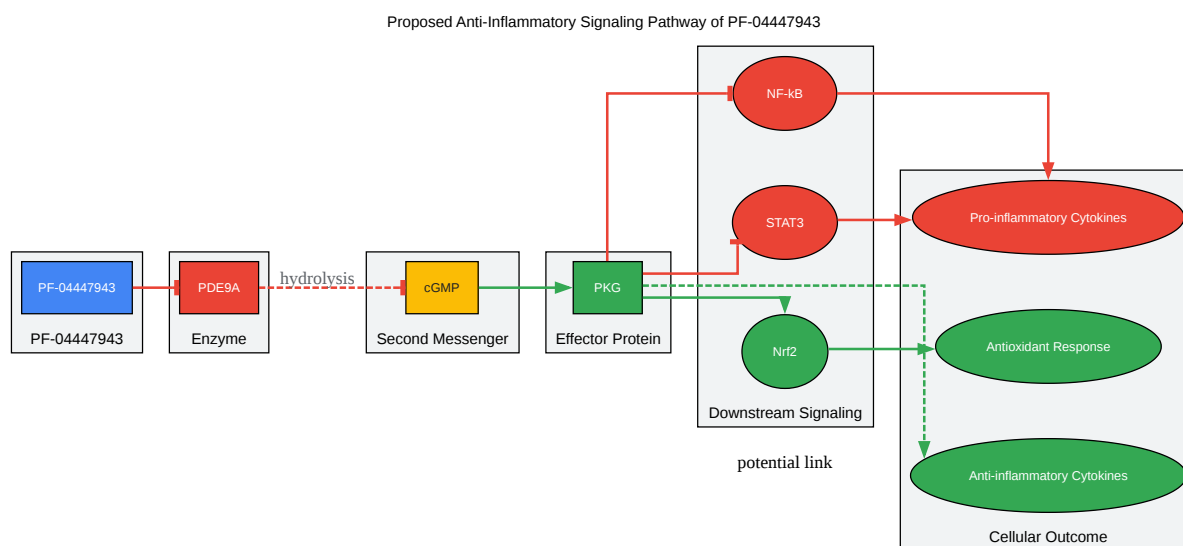 Proposed Anti-Inflammatory Signaling Pathway of PF-04447943
NF-kB
STAT3
Pro-inflammatory Cytokines
PF-04447943
PDE9A
hydrolysis
cGMP
PKG
PF-04447943
Enzyme
Second Messenger
Effector Protein
Nrf2
Antioxidant Response
Downstream Signaling
potential link
Anti-inflammatory Cytokines
Cellular Outcome